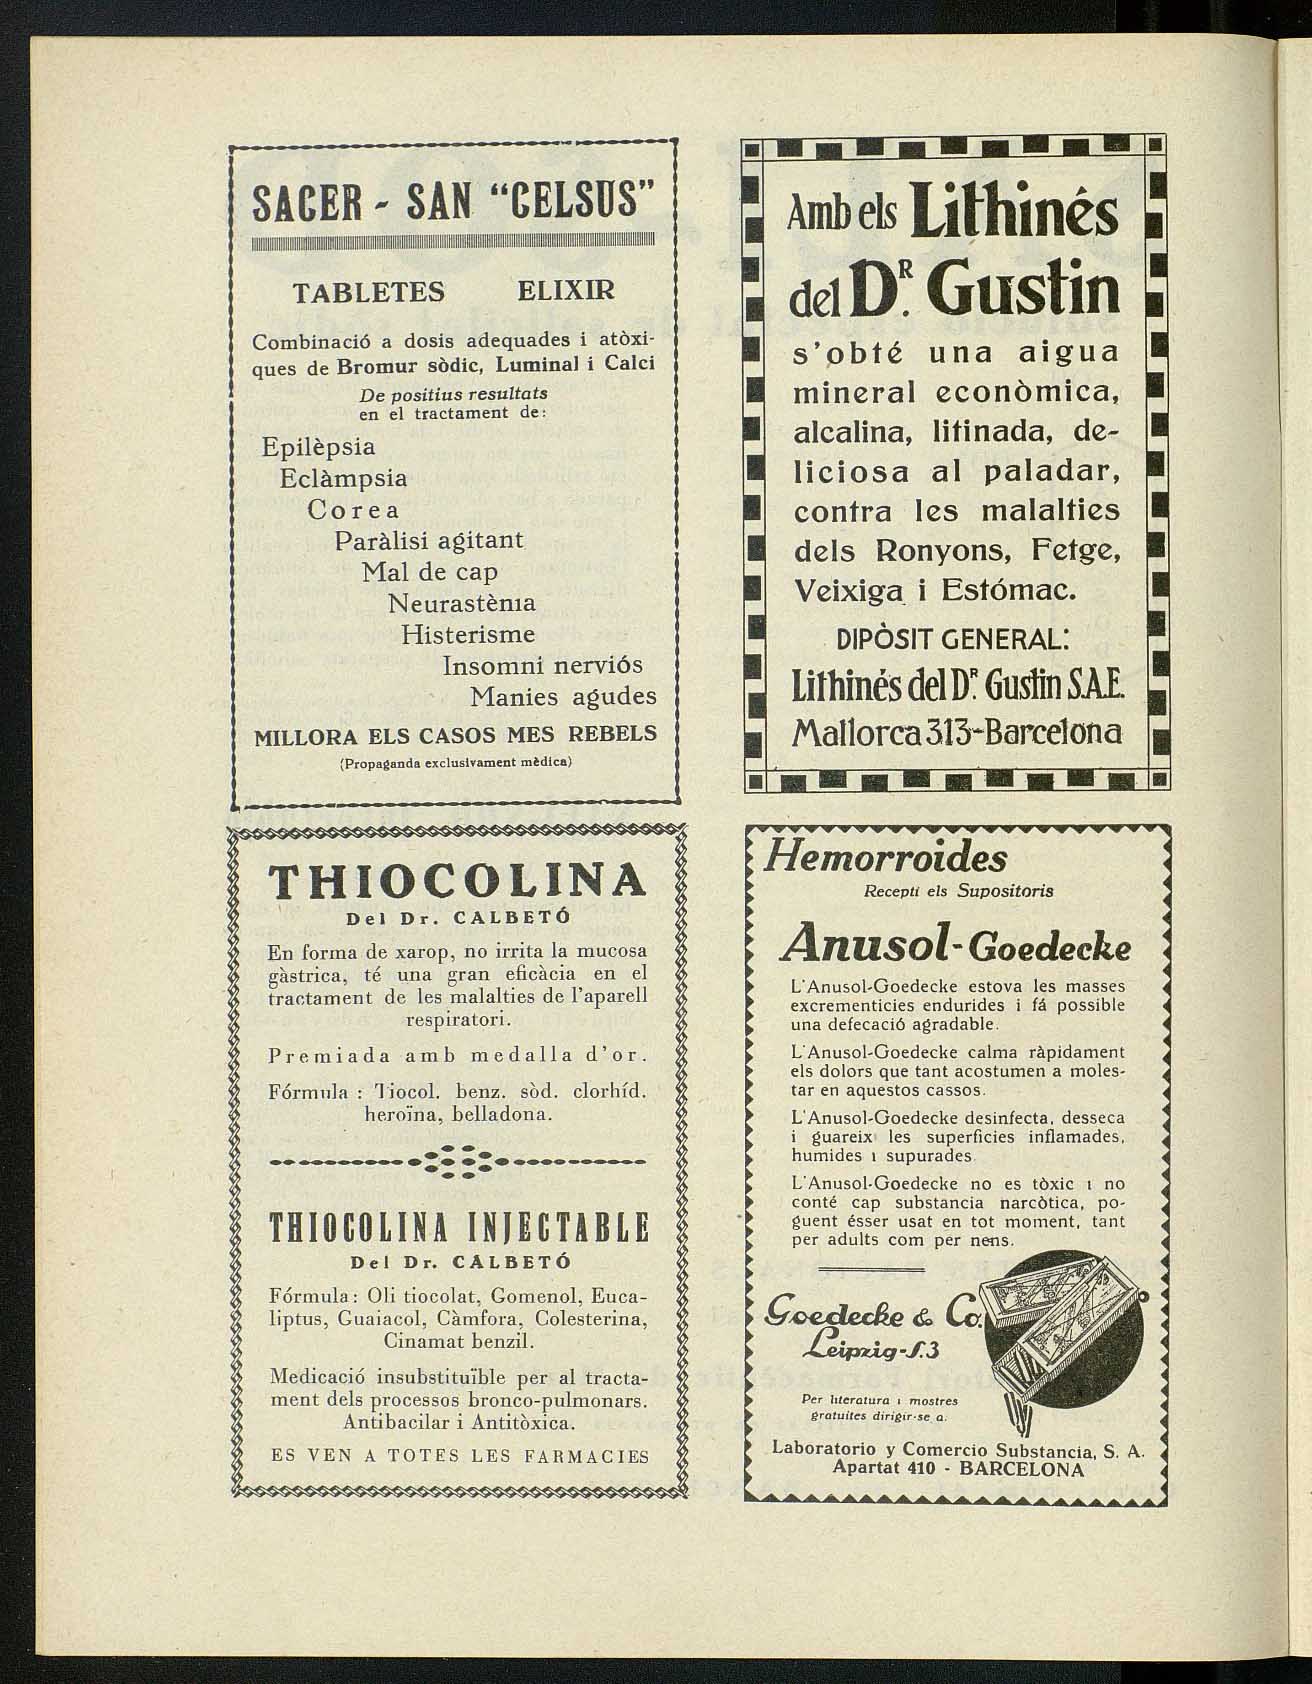 SACER - SAN "CELSUS"
TABLETES ELIXIR
Combinació a dosis adequades i atòxi-
ques de Bromur sòdic, Luminal i Calci
De positius resultats
en el tractament de:
Epilèpsia
Eclàmpsia
Corea
Paràlisi agitant
Mal de cap
Neurastènia
Histerisme
Insomni nerviós
Manies agudes
MILLORA ELS CASOS MES REBELS
(Propaganda exclusivament mèdica)
Amb els Lithinés
del DR. Gustin
s'obté una aigua
mineral econòmica,
alcalina, litinada, de-
liciosa al paladar,
contra les malalties
dels Ronyons, Fetge,
Veixiga i Estómac.
DIPÒSIT GENERAL:
Lithinés del DR. Gustin S.A.E.
Mallorca 313-Barcelona
THIOCOLINA
Del Dr. CALBETÓ
En forma de xarop, no irrita la mucosa
gàstrica, té una gran eficàcia en el
tractament de les malalties de l'aparell
respiratori.
Premiada amb medalla d'or.
Fórmula : Tiocol. benz. sòd. clorhíd.
heroïna, belladona.
THIOCOLINA INJECTABLE
Del Dr. CALBETÓ
Fórmula: Oli tiocolat, Gomenol, Euca-
liptus, Guaiacol, Càmfora, Colesterina,
Cinamat benzil.
Medicació insubstituïble per al tracta-
ment dels processos bronco-pulmonars.
Antibacilar i Antitòxica.
ES VEN A TOTES LES FARMACIES
Hemorroides
Recepti els Supositoris
Anusol-Goedecke
L'Anusol-Goedecke estova les masses
excrementicies endurides i fá possible
una defecació agradable.
L'Anusol-Goedecke calma ràpidament
els dolors que tant acostumen a moles-
tar en aquestos cassos.
L'Anusol-Goedecke desinfecta, desseca
i guareix les superficies inflamades,
humides i supurades
L'Anusol-Goedecke no es tòxic i no
conté cap substancia narcòtica, po-
guent ésser usat en tot moment, tant
per adults com per nens.
Goedecke & Co.
Leipzig-S.3
Per literatura i mostres
gratuites dirigir-se a.
Laboratorio y Comercio Substancia, S. A.
Apartat 410 - BARCELONA